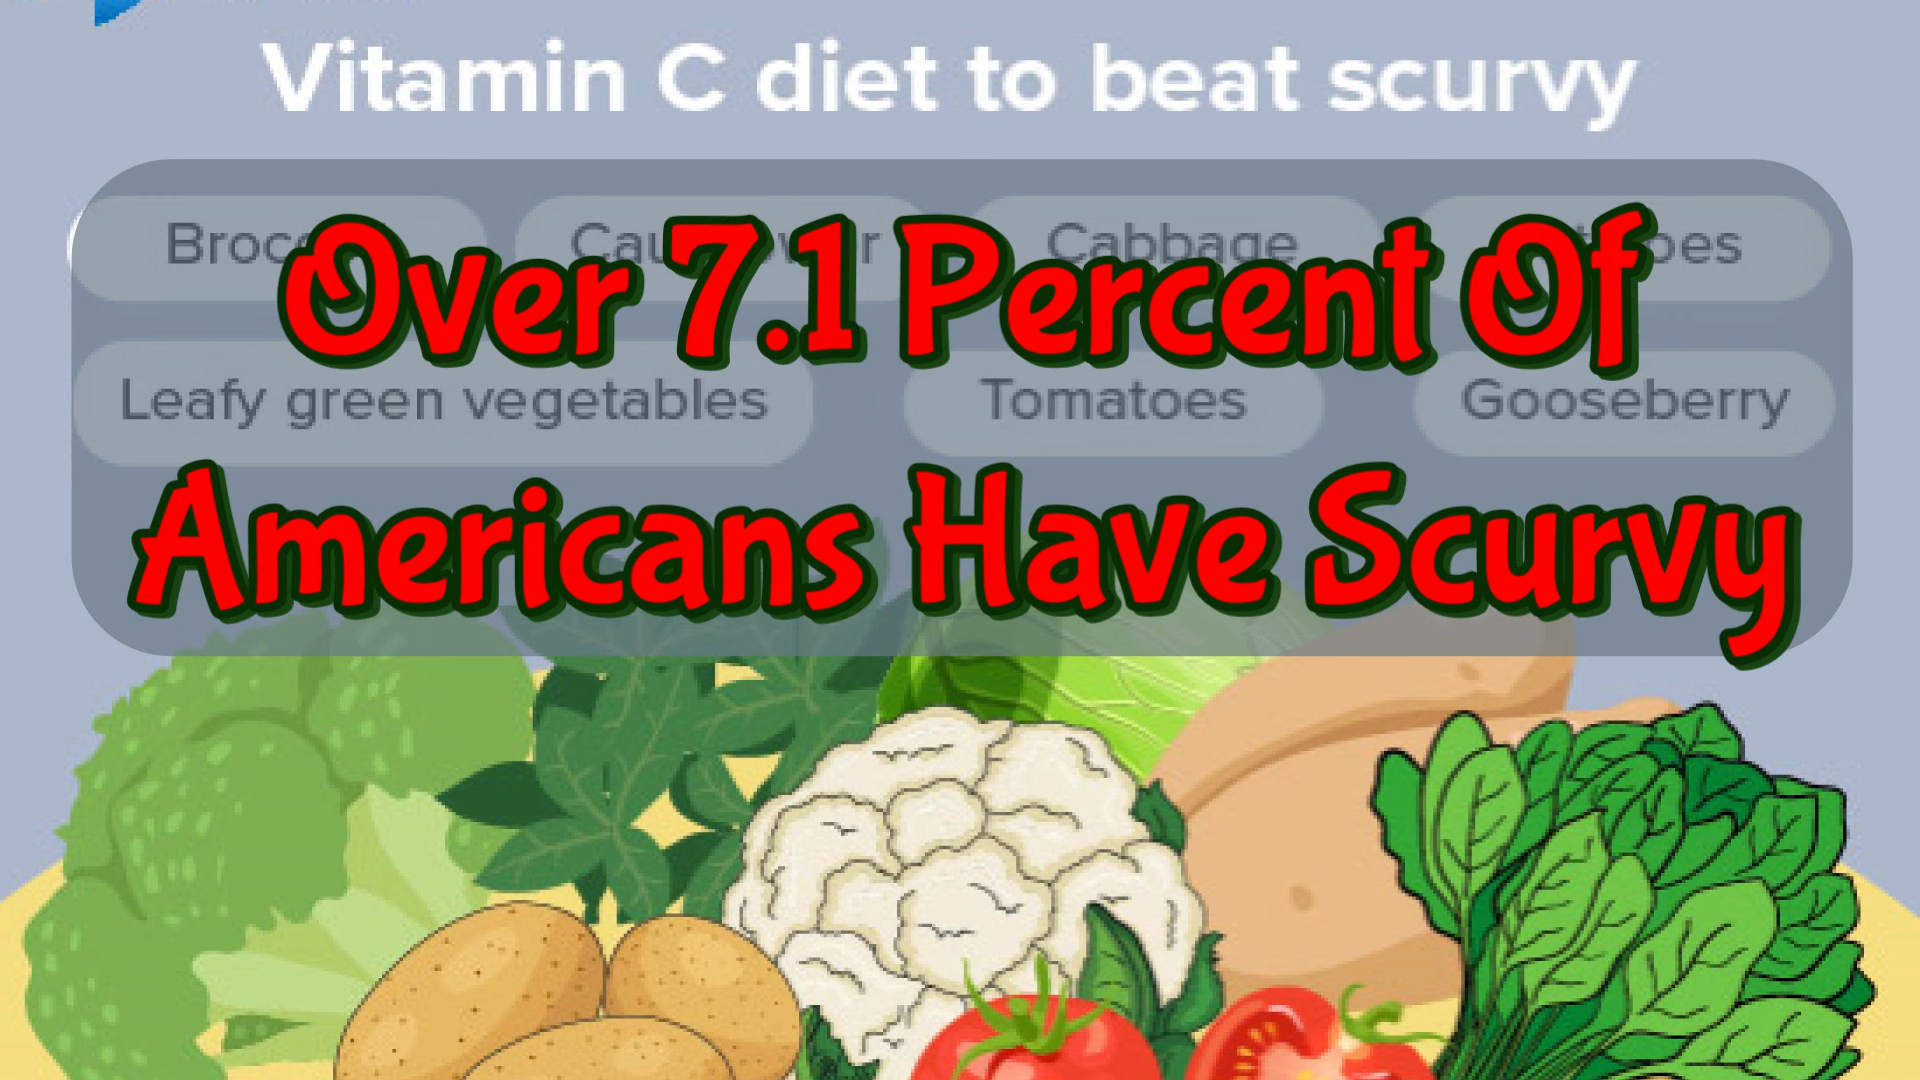 Vitamin C diet to beat scurvy
Cabbage
Over 7.1 Percent Of
Leafy green vegetables Tomatoes Gooseberry
Americans Have Scurvy